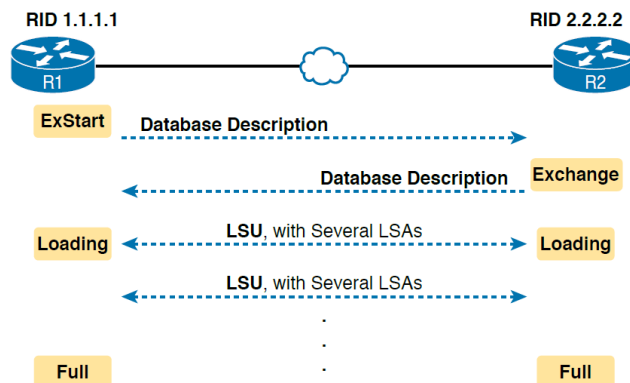 RID 1.1.1.1
RID 2.2.2.2
R1
R2
ExStart
Database Description
Database Description
Exchange
Loading
LSU, with Several LSAs
Loading
LSU, with Several LSAs
.
.
.
Full
Full